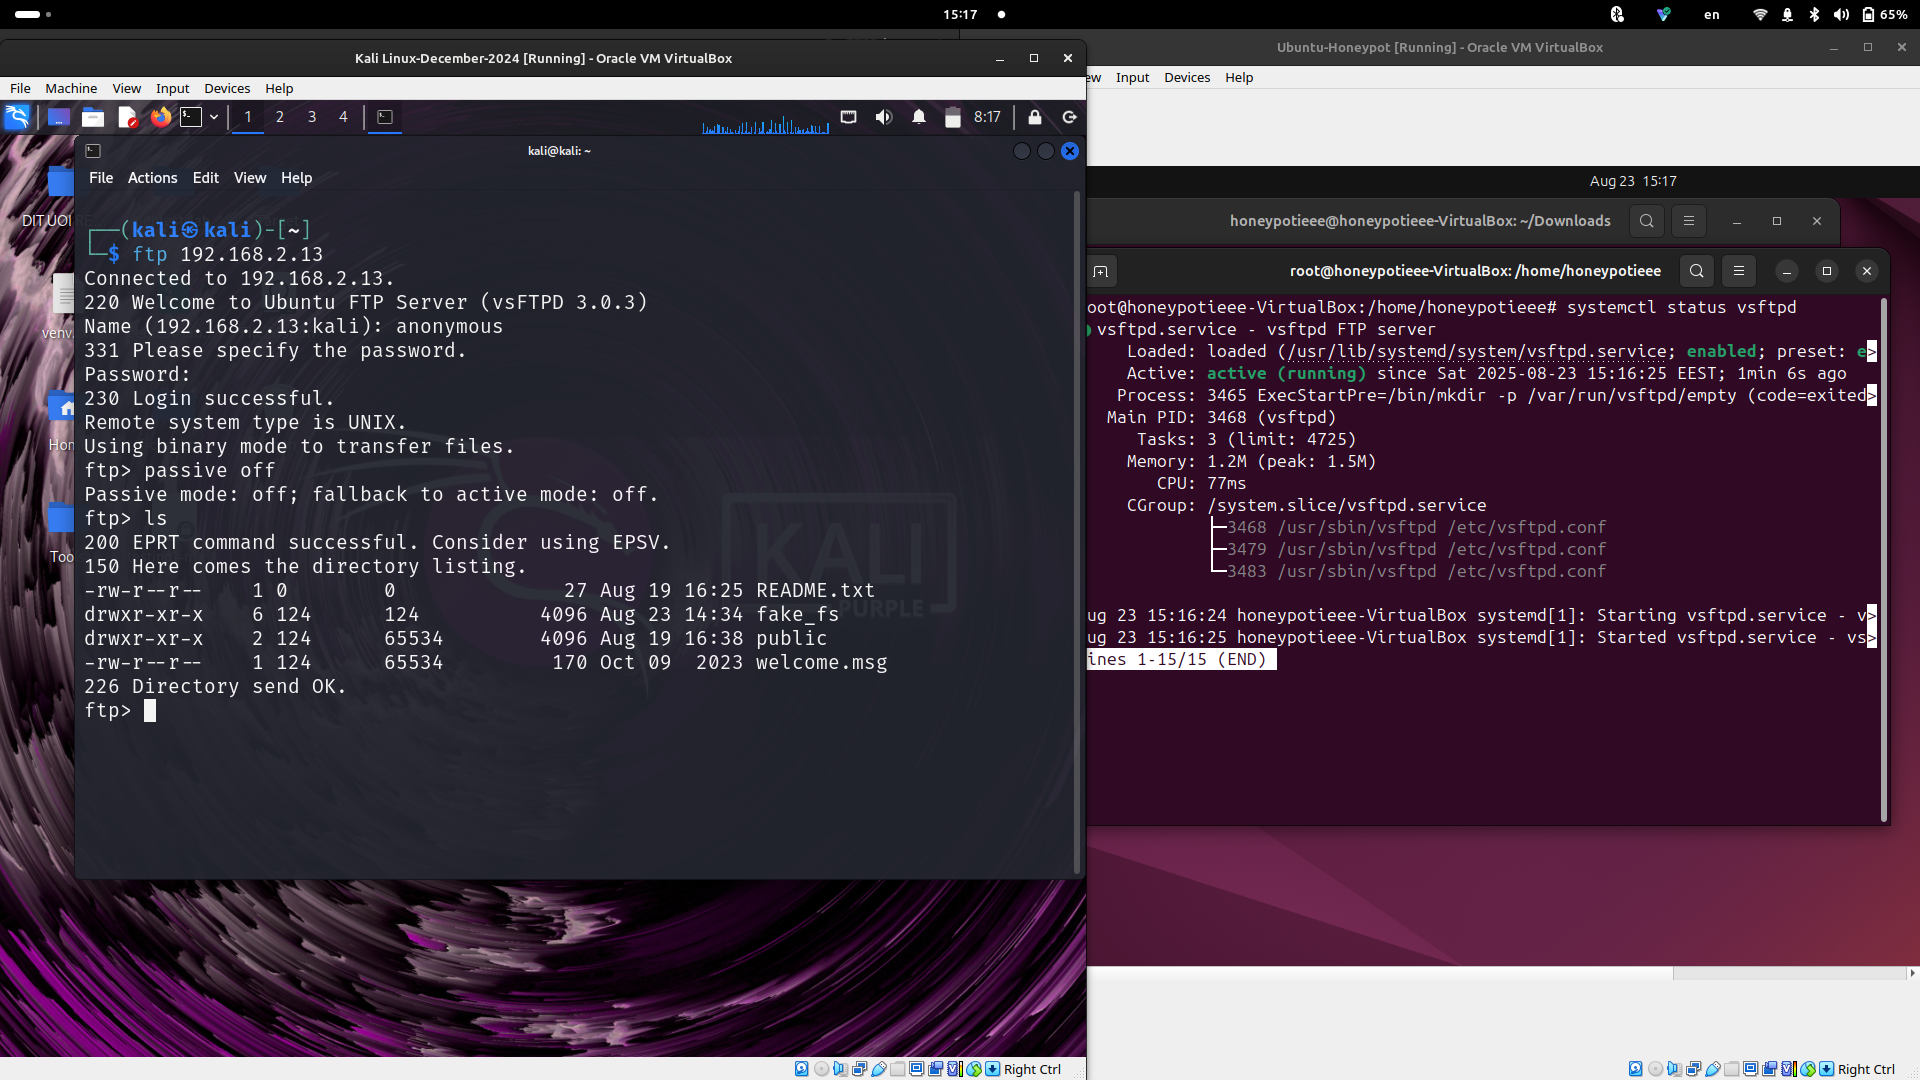 15:17
en
65%
Kali Linux-December-2024 [Running] - Oracle VM VirtualBox
File Machine View Input Devices Help
1 2 3 4
8:17
kali@kali: ~
File Actions Edit View Help
DIT.UOI
venv.
Hon
Too
┌──(kali㉿kali)-[~]
└─$ ftp 192.168.2.13
Connected to 192.168.2.13.
220 Welcome to Ubuntu FTP Server (vsFTPD 3.0.3)
Name (192.168.2.13:kali): anonymous
331 Please specify the password.
Password:
230 Login successful.
Remote system type is UNIX.
Using binary mode to transfer files.
ftp> passive off
Passive mode: off; fallback to active mode: off.
ftp> ls
200 EPRT command successful. Consider using EPSV.
150 Here comes the directory listing.
-rw-r--r-- 1 0 0 27 Aug 19 16:25 README.txt
drwxr-xr-x 6 124 124 4096 Aug 23 14:34 fake_fs
drwxr-xr-x 2 124 65534 4096 Aug 19 16:38 public
-rw-r--r-- 1 124 65534 170 Oct 09 2023 welcome.msg
226 Directory send OK.
ftp>
KALI
PURPLE
Right Ctrl
Ubuntu-Honeypot [Running] - Oracle VM VirtualBox
ew Input Devices Help
Aug 23 15:17
honeypotieee@honeypotieee-VirtualBox: ~/Downloads
root@honeypotieee-VirtualBox: /home/honeypotieee
oot@honeypotieee-VirtualBox:/home/honeypotieee# systemctl status vsftpd
vsftpd.service - vsftpd FTP server
Loaded: loaded (/usr/lib/systemd/system/vsftpd.service; enabled; preset: e>
Active: active (running) since Sat 2025-08-23 15:16:25 EEST; 1min 6s ago
Process: 3465 ExecStartPre=/bin/mkdir -p /var/run/vsftpd/empty (code=exited>
Main PID: 3468 (vsftpd)
Tasks: 3 (limit: 4725)
Memory: 1.2M (peak: 1.5M)
CPU: 77ms
CGroup: /system.slice/vsftpd.service
├─3468 /usr/sbin/vsftpd /etc/vsftpd.conf
├─3479 /usr/sbin/vsftpd /etc/vsftpd.conf
└─3483 /usr/sbin/vsftpd /etc/vsftpd.conf
ug 23 15:16:24 honeypotieee-VirtualBox systemd[1]: Starting vsftpd.service - v>
ug 23 15:16:25 honeypotieee-VirtualBox systemd[1]: Started vsftpd.service - vs>
ines 1-15/15 (END)
Right Ctrl